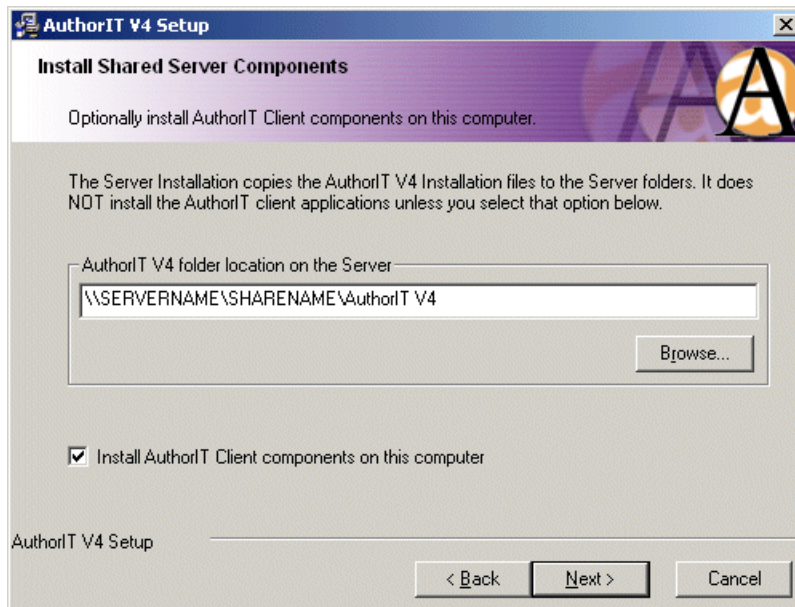 AuthorIT V4 Setup
Install Shared Server Components
Optionally install AuthorIT Client components on this computer.
The Server Installation copies the AuthorIT V4 Installation files to the Server folders. It does
NOT install the AuthorIT client applications unless you select that option below.
AuthorIT V4 folder location on the Server
\\SERVERNAME\SHARENAME\AuthorIT V4
Browse...
Install AuthorIT Client components on this computer
AuthorIT V4 Setup
< Back
Next >
Cancel